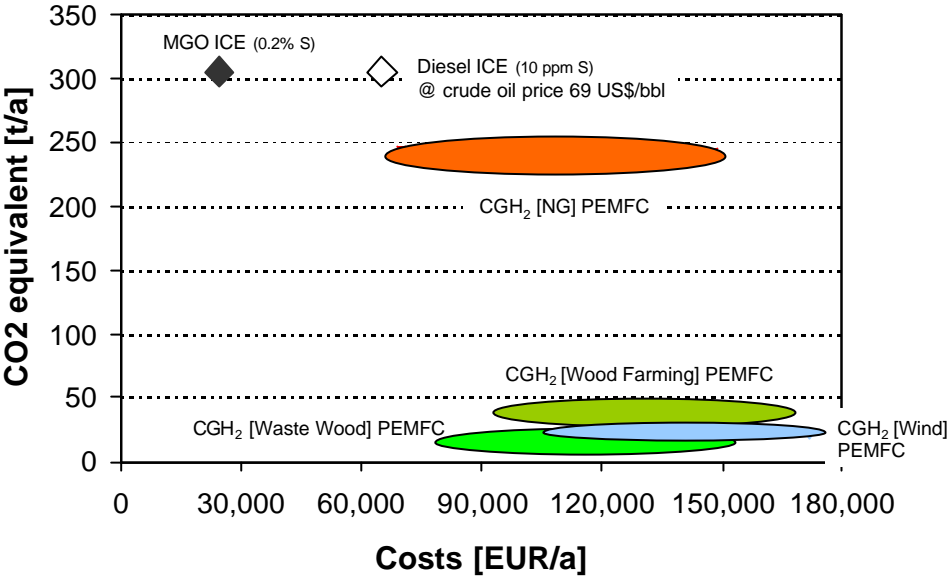 350
MGO ICE (0.2% S)
300
Diesel ICE (10 ppm S)
@ crude oil price 69 US$/bbl
250
200
CGH₂ [NG] PEMFC
150
100
CGH₂ [Wood Farming] PEMFC
50
CGH₂ [Waste Wood] PEMFC
CGH₂ [Wind]
PEMFC
0
CO2 equivalent [t/a]
0 30,000 60,000 90,000 120,000 150,000 180,000
Costs [EUR/a]